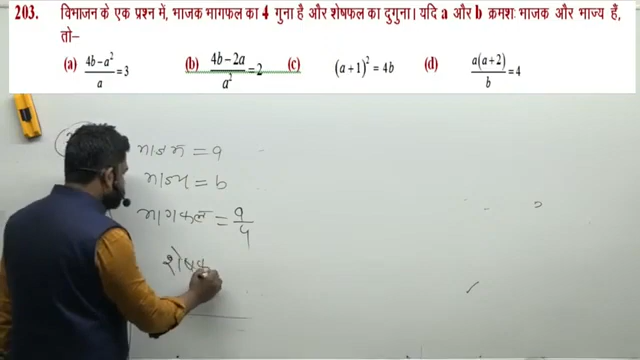 203. विभाजन के एक प्रश्न में, भाजक भागफल का 4 गुना है और शेषफल का दुगुना। यदि a और b क्रमशः भाजक और भाज्य हैं,
तो–
(a) (4b−a²)/a = 3 (b) (4b−2a)/a² = 2 (c) (a+1)² = 4b (d) a(a+2)/b = 4
भाजक = a
भाज्य = b
भागफल = a/4
शेषफ